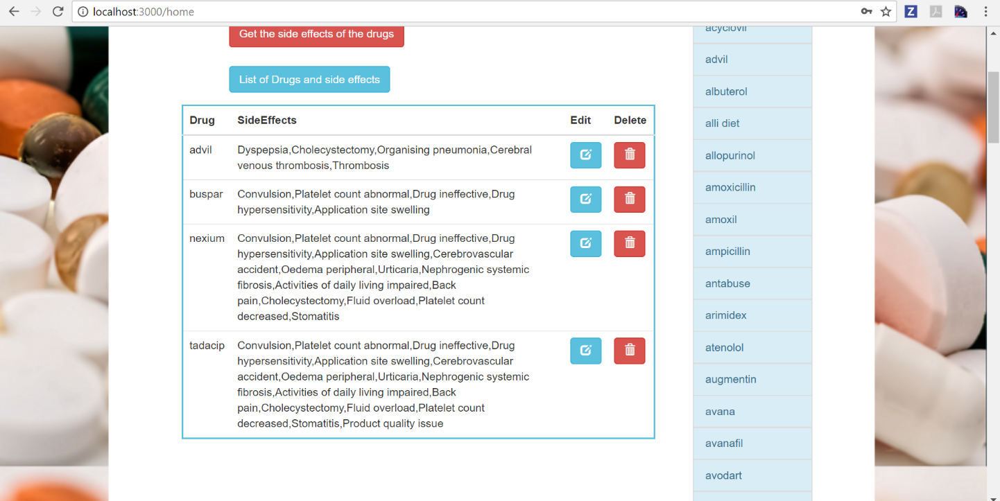 localhost:3000/home
Z
Get the side effects of the drugs
List of Drugs and side effects
Drug SideEffects Edit Delete
advil Dyspepsia,Cholecystectomy,Organising pneumonia,Cerebral
venous thrombosis,Thrombosis
buspar Convulsion,Platelet count abnormal,Drug ineffective,Drug
hypersensitivity,Application site swelling
nexium Convulsion,Platelet count abnormal,Drug ineffective,Drug
hypersensitivity,Application site swelling,Cerebrovascular
accident,Oedema peripheral,Urticaria,Nephrogenic systemic
fibrosis,Activities of daily living impaired,Back
pain,Cholecystectomy,Fluid overload,Platelet count
decreased,Stomatitis
tadacip Convulsion,Platelet count abnormal,Drug ineffective,Drug
hypersensitivity,Application site swelling,Cerebrovascular
accident,Oedema peripheral,Urticaria,Nephrogenic systemic
fibrosis,Activities of daily living impaired,Back
pain,Cholecystectomy,Fluid overload,Platelet count
decreased,Stomatitis,Product quality issue
acyclovir
advil
albuterol
alli diet
allopurinol
amoxicillin
amoxil
ampicillin
antabuse
arimidex
atenolol
augmentin
avana
avanafil
avodart